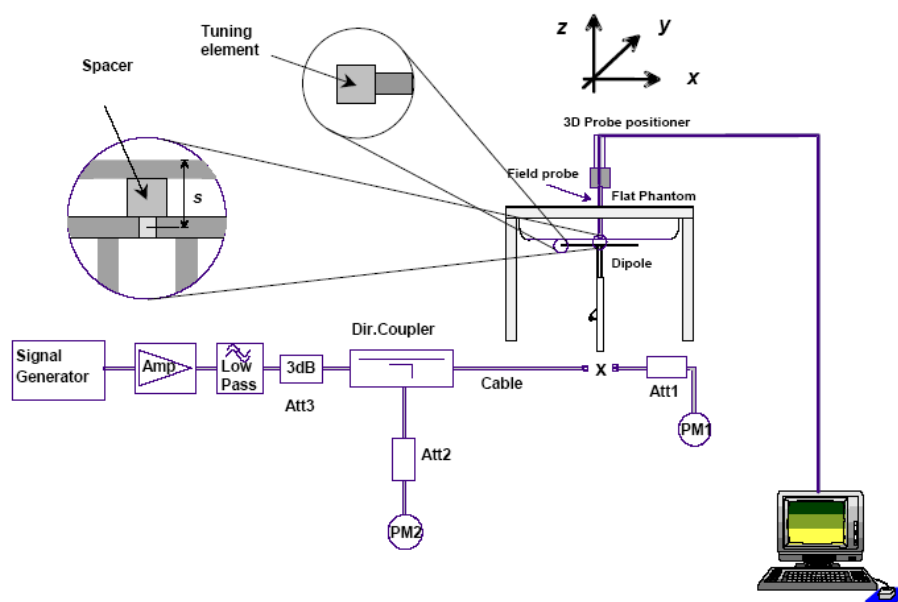 Tuning
element
Spacer
s
z
y
x
3D Probe positioner
Field probe
Flat Phantom
Dipole
Signal
Generator
Amp
Low
Pass
3dB
Att3
Dir.Coupler
Cable
X
Att1
PM1
Att2
PM2